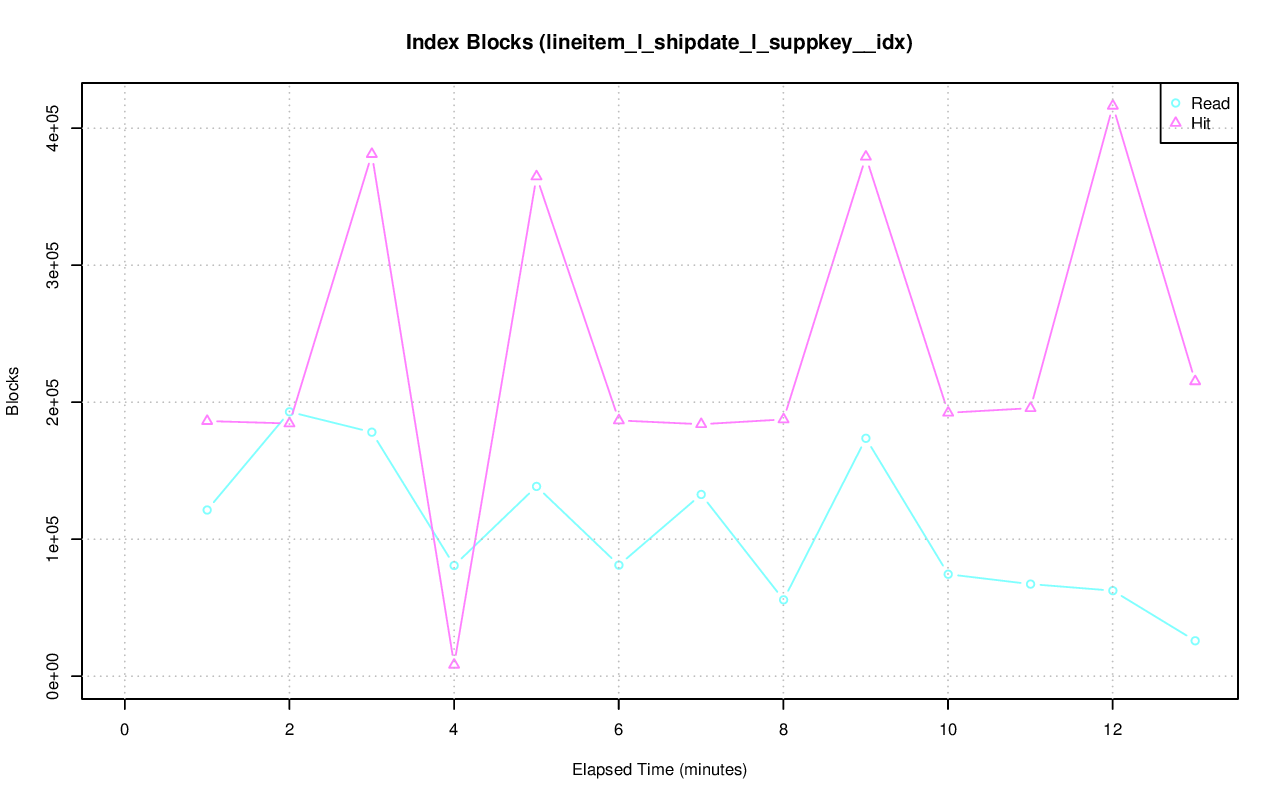 Index Blocks (lineitem_l_shipdate_l_suppkey__idx)
Read
Hit
Blocks
4e+05
3e+05
2e+05
1e+05
0e+00
0 2 4 6 8 10 12
Elapsed Time (minutes)